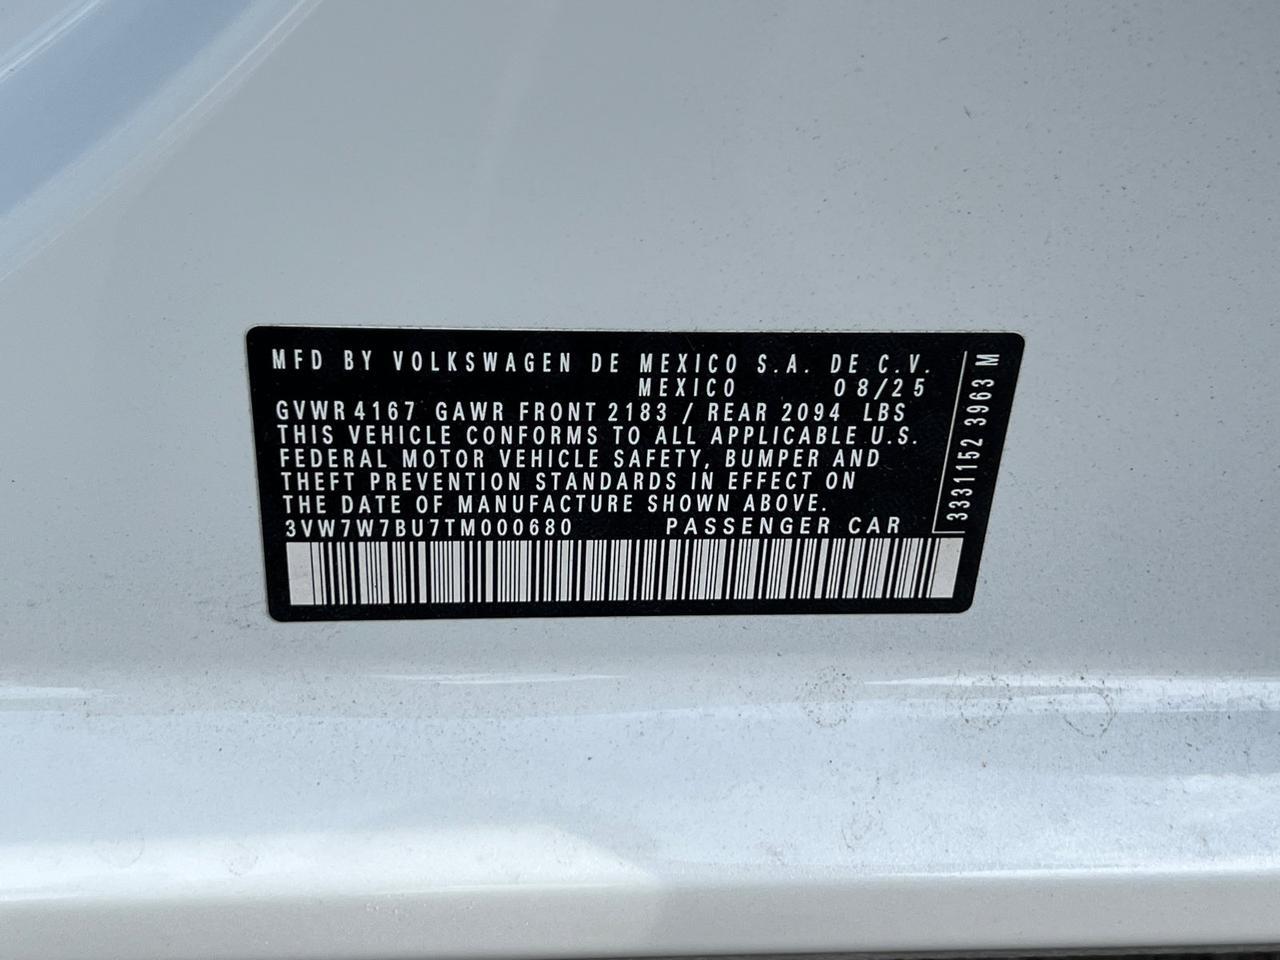 MFD BY VOLKSWAGEN DE MEXICO S.A. DE C.V.
MEXICO 08/25
GVWR 4167 GAWR FRONT 2183 / REAR 2094 LBS
THIS VEHICLE CONFORMS TO ALL APPLICABLE U.S.
FEDERAL MOTOR VEHICLE SAFETY, BUMPER AND
THEFT PREVENTION STANDARDS IN EFFECT ON
THE DATE OF MANUFACTURE SHOWN ABOVE.
3VW7W7BU7TM000680 PASSENGER CAR
3331152 3963 M